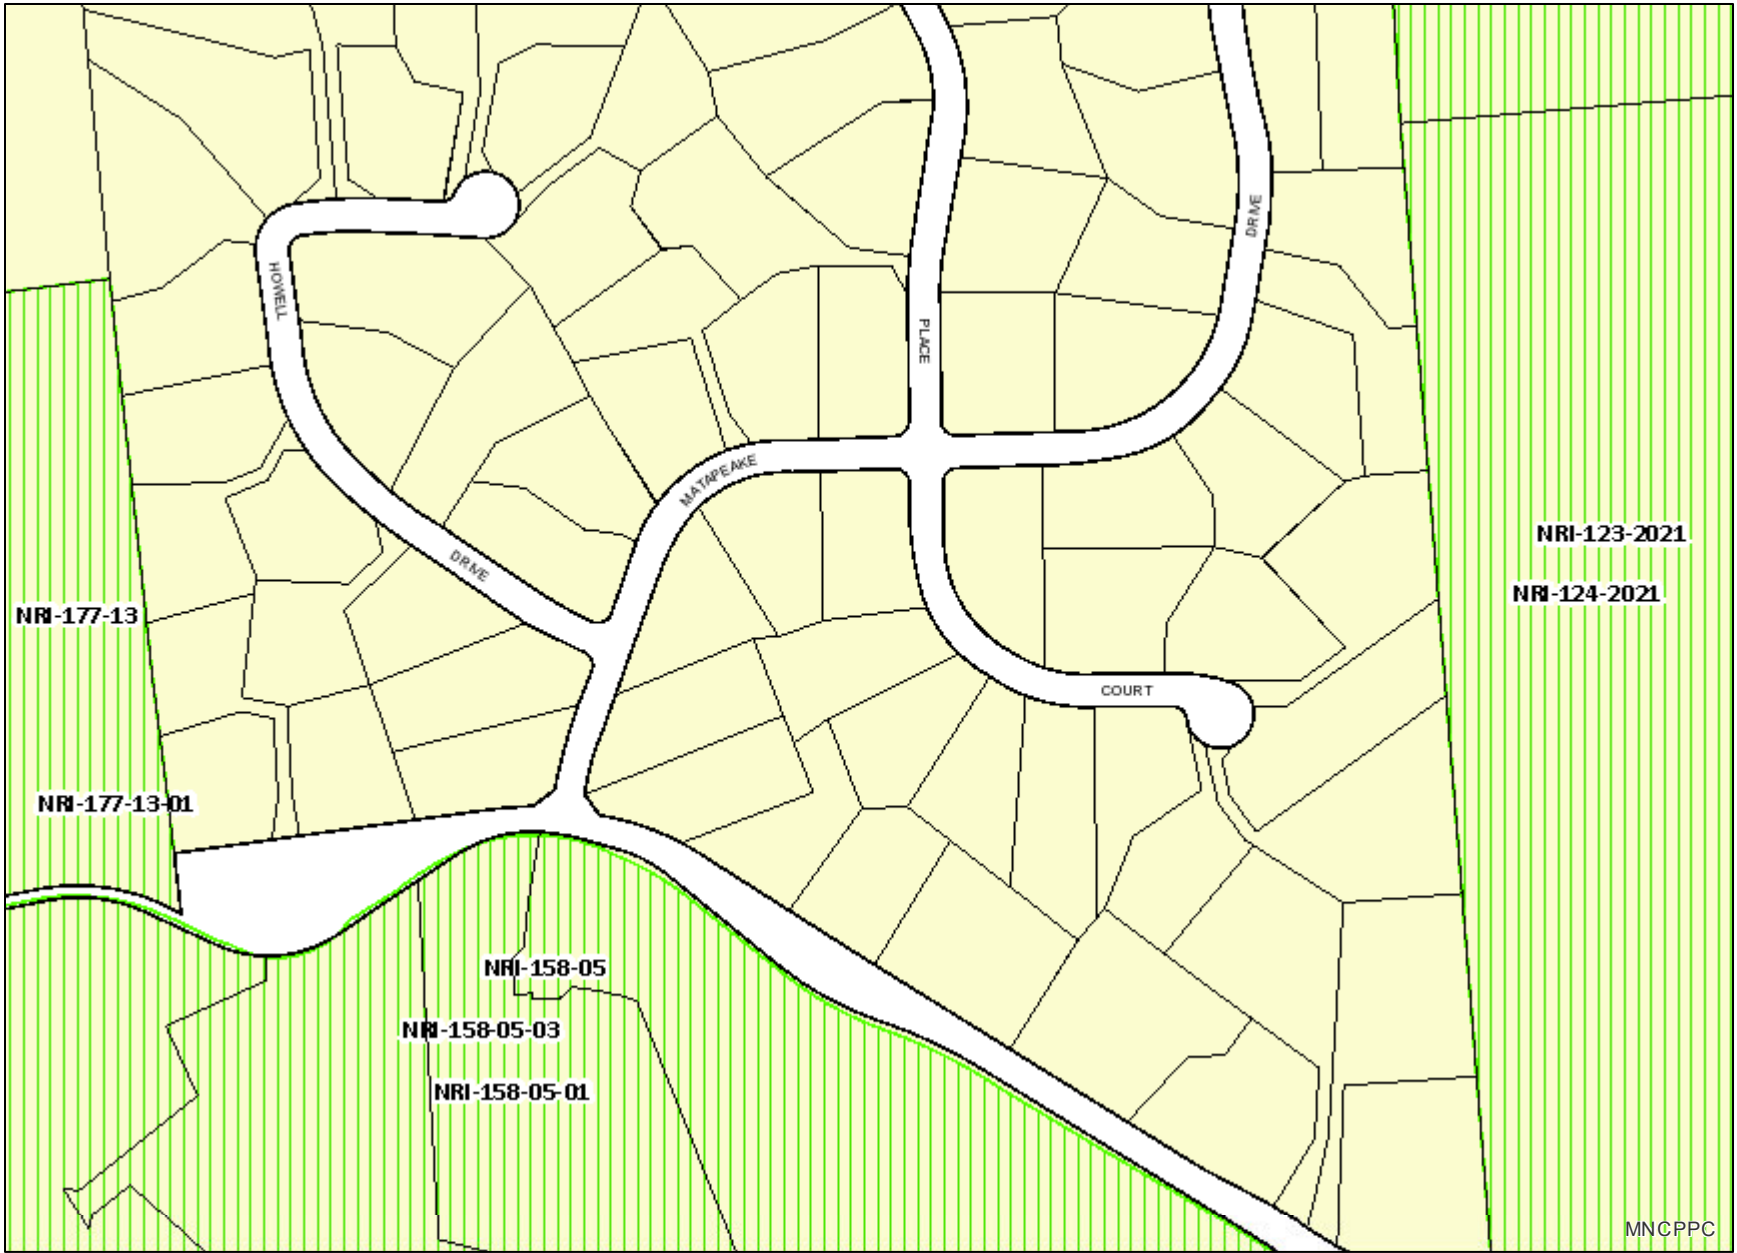 DRIVE
HOWELL
PLACE
MATAPEAKE
DRIVE
COURT
NRI-123-2021
NRI-124-2021
NRI-177-13
NRI-177-13-01
NRI-158-05
NRI-158-05-03
NRI-158-05-01
MNCPPC